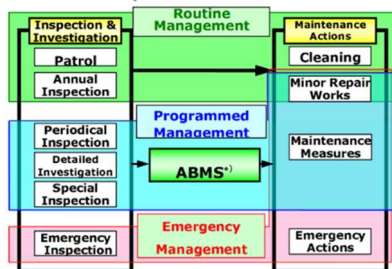 Routine
Management
Inspection &
Investigation
Maintenance
Actions
Patrol
Cleaning
Annual
Inspection
Minor Repair
Works
Programmed
Management
Periodical
Inspection
Detailed
Investigation
Special
Inspection
ABMS*)
Maintenance
Measures
Emergency
Management
Emergency
Inspection
Emergency
Actions